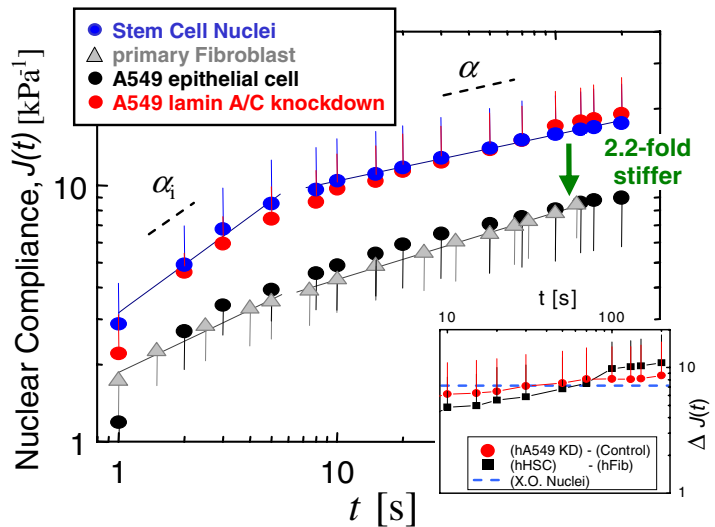 Stem Cell Nuclei
primary Fibroblast
A549 epithelial cell
A549 lamin A/C knockdown
Nuclear Compliance, J(t) [kPa⁻¹]
10
1
αi
α
2.2-fold
stiffer
t [s]
10
100
10
1
Δ J(t)
(hA549 KD) - (Control)
(hHSC) - (hFib)
(X.O. Nuclei)
1
10
100
t [s]